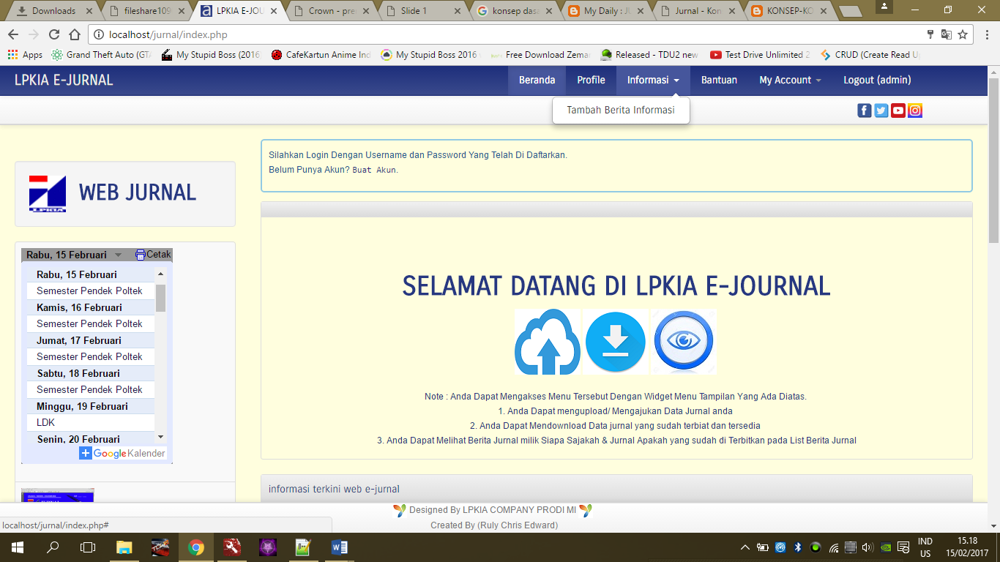 Downloads
fileshare109
LPKIA E-JOU
Crown - pre
Slide 1
konsep dasa
My Daily : JU
Jurnal - Kon
KONSEP-KO
localhost/jurnal/index.php
Apps Grand Theft Auto (GTA My Stupid Boss (2016) CafeKartun Anime Ind My Stupid Boss 2016 Free Download Zema Released - TDU2 new Test Drive Unlimited 2 CRUD (Create Read U
LPKIA E-JURNAL
Beranda Profile Informasi Bantuan My Account Logout (admin)
Tambah Berita Informasi
WEB JURNAL
LPKIA
Silahkan Login Dengan Username dan Password Yang Telah Di Daftarkan.
Belum Punya Akun? Buat Akun.
Rabu, 15 Februari Cetak
Rabu, 15 Februari
Semester Pendek Poltek
Kamis, 16 Februari
Semester Pendek Poltek
Jumat, 17 Februari
Semester Pendek Poltek
Sabtu, 18 Februari
Semester Pendek Poltek
Minggu, 19 Februari
LDK
Senin, 20 Februari
Google Kalender
SELAMAT DATANG DI LPKIA E-JOURNAL
Note : Anda Dapat Mengakses Menu Tersebut Dengan Widget Menu Tampilan Yang Ada Diatas.
1. Anda Dapat mengupload/ Mengajukan Data Jurnal anda
2. Anda Dapat Mendownload Data jurnal yang sudah terbiat dan tersedia
3. Anda Dapat Melihat Berita Jurnal milik Siapa Sajakah & Jurnal Apakah yang sudah di Terbitkan pada List Berita Jurnal
informasi terkini web e-jurnal
Designed By LPKIA COMPANY PRODI MI
Created By (Ruly Chris Edward)
localhost/jurnal/index.php#
IND
US
15.18
15/02/2017